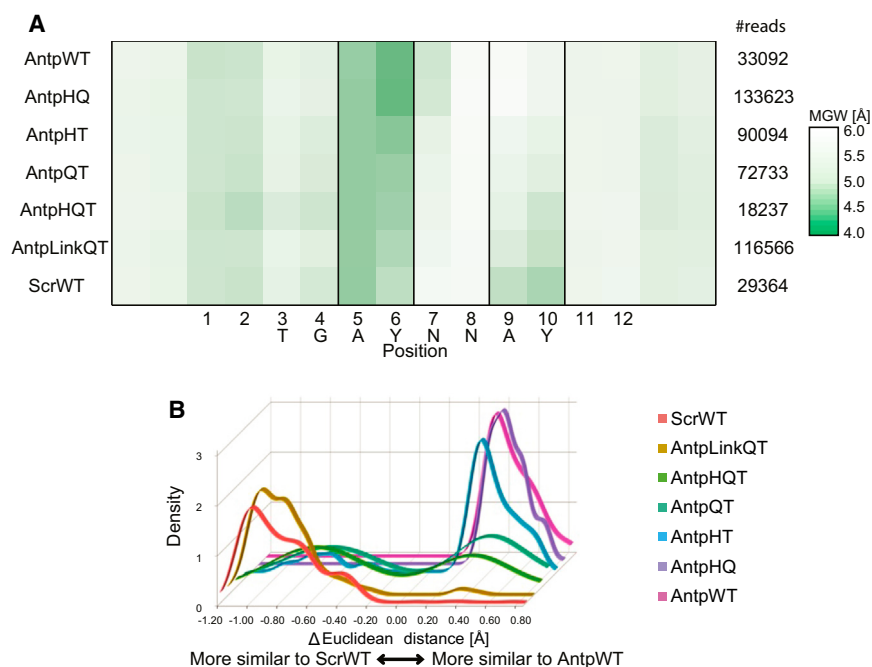 A
#reads
AntpWT 33092
AntpHQ 133623
AntpHT 90094
AntpQT 72733
AntpHQT 18237
AntpLinkQT 116566
ScrWT 29364
MGW [Å]
6.0
5.5
5.0
4.5
4.0
1 2 3 4 5 6 7 8 9 10 11 12
T G A Y N N A Y
Position
B
Density
3
2
1
0
-1.20 -1.00 -0.80 -0.60 -0.40 -0.20 0.00 0.20 0.40 0.60 0.80
Δ Euclidean distance [Å]
More similar to ScrWT ⟷ More similar to AntpWT
ScrWT
AntpLinkQT
AntpHQT
AntpQT
AntpHT
AntpHQ
AntpWT